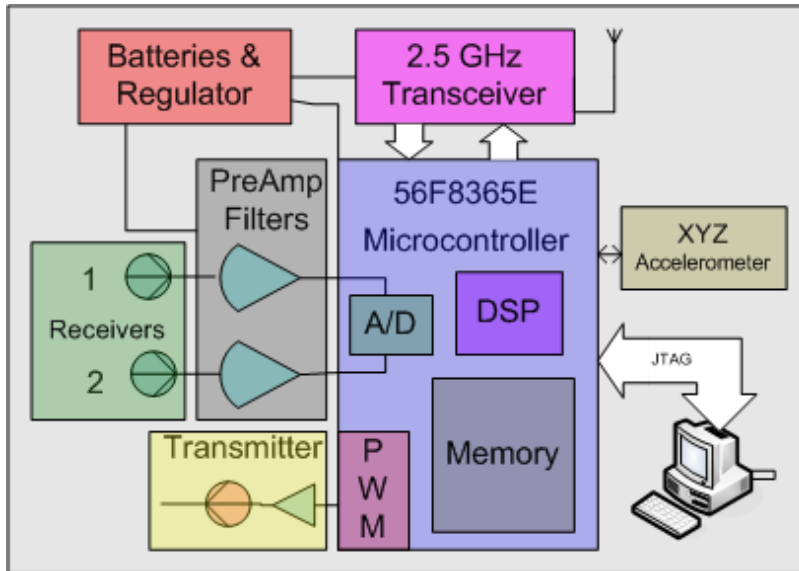 Batteries &
Regulator
2.5 GHz
Transceiver
PreAmp
Filters
56F8365E
Microcontroller
XYZ
Accelerometer
1
Receivers
2
A/D
DSP
JTAG
Transmitter
P
W
M
Memory